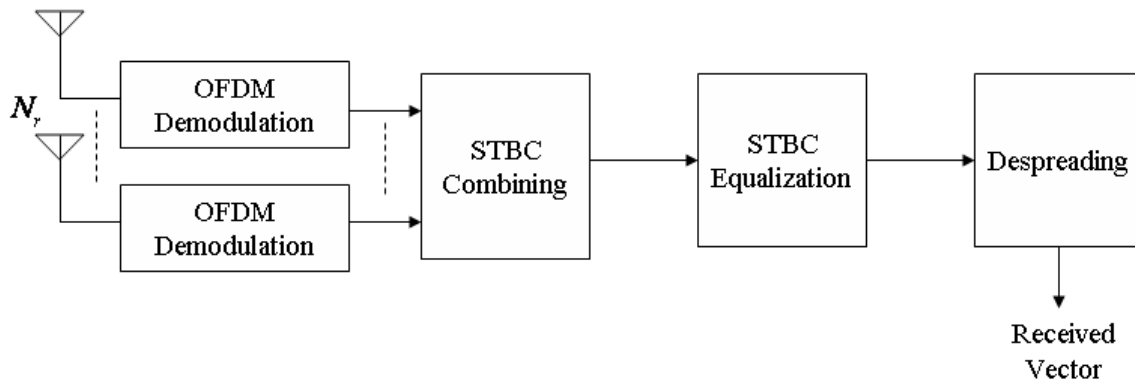 N_r
OFDM
Demodulation
OFDM
Demodulation
STBC
Combining
STBC
Equalization
Despreading
Received
Vector